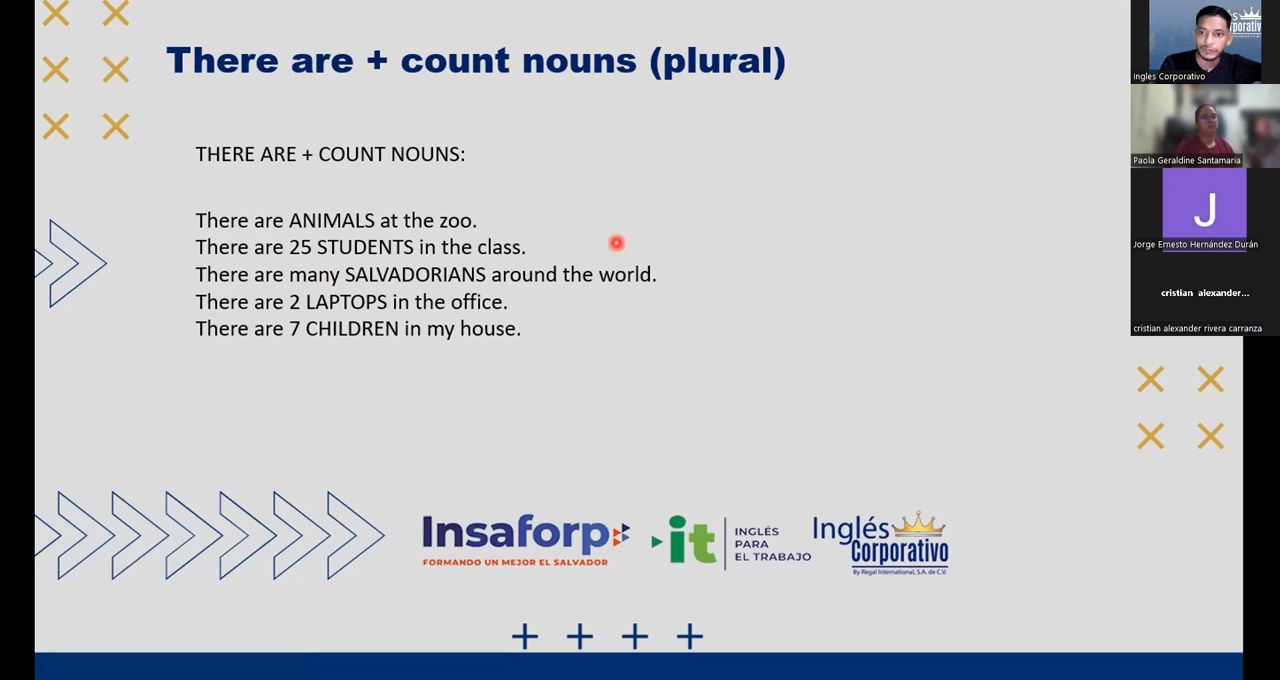 There are + count nouns (plural)
THERE ARE + COUNT NOUNS:
There are ANIMALS at the zoo.
There are 25 STUDENTS in the class.
There are many SALVADORIANS around the world.
There are 2 LAPTOPS in the office.
There are 7 CHILDREN in my house.
Insaforp
FORMANDO UN MEJOR EL SALVADOR
it
INGLÉS
PARA
EL TRABAJO
Inglés
Corporativo
By Regal International, S.A. de C.V.
Ingles Corporativo
Paola Geraldine Santamaria
J
Jorge Ernesto Hernández Durán
cristian alexander...
cristian alexander rivera carranza